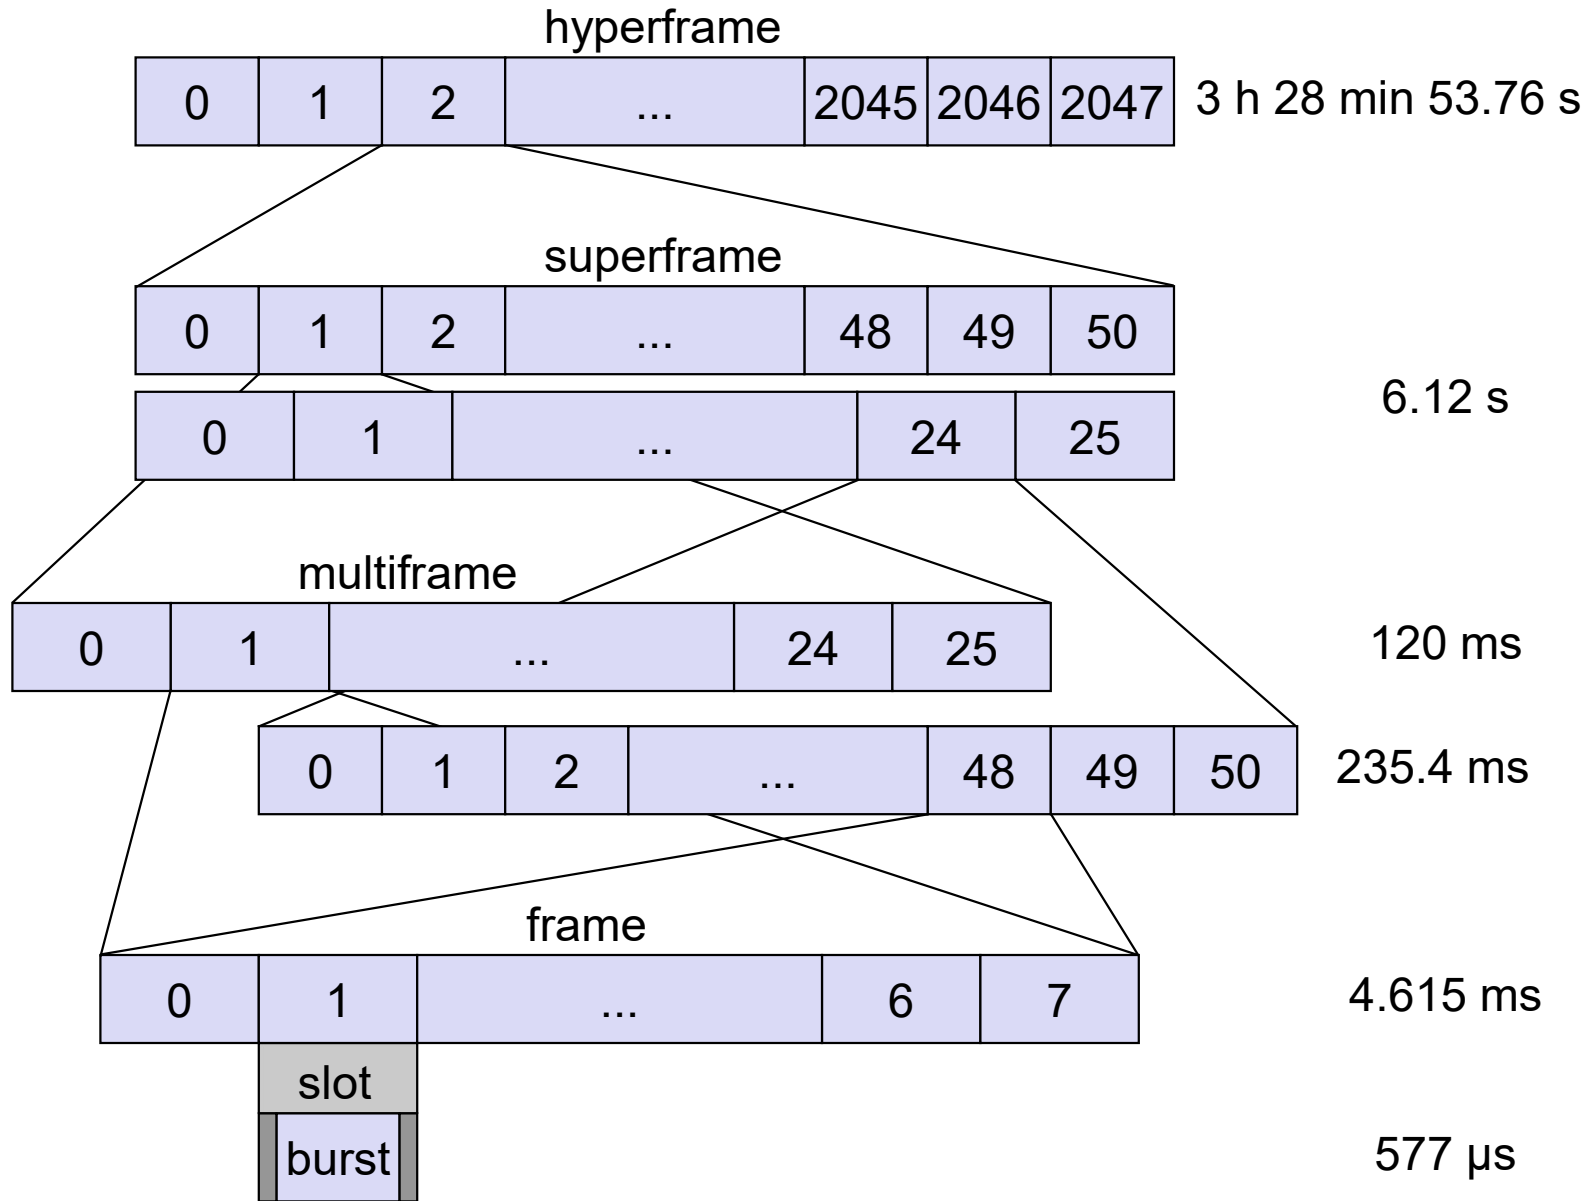 hyperframe
0 1 2 ... 2045 2046 2047 3 h 28 min 53.76 s
superframe
0 1 2 ... 48 49 50
6.12 s
0 1 ... 24 25
multiframe
0 1 ... 24 25 120 ms
0 1 2 ... 48 49 50 235.4 ms
frame
0 1 ... 6 7 4.615 ms
slot
burst 577 µs